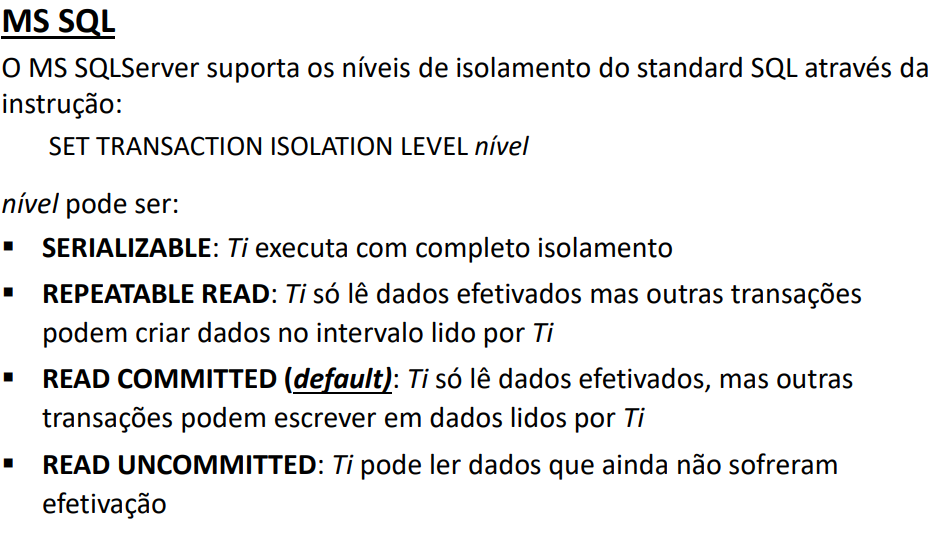 MS SQL
O MS SQLServer suporta os níveis de isolamento do standard SQL através da
instrução:
SET TRANSACTION ISOLATION LEVEL nível
nível pode ser:
▪ SERIALIZABLE: Ti executa com completo isolamento
▪ REPEATABLE READ: Ti só lê dados efetivados mas outras transações
podem criar dados no intervalo lido por Ti
▪ READ COMMITTED (default): Ti só lê dados efetivados, mas outras
transações podem escrever em dados lidos por Ti
▪ READ UNCOMMITTED: Ti pode ler dados que ainda não sofreram
efetivação